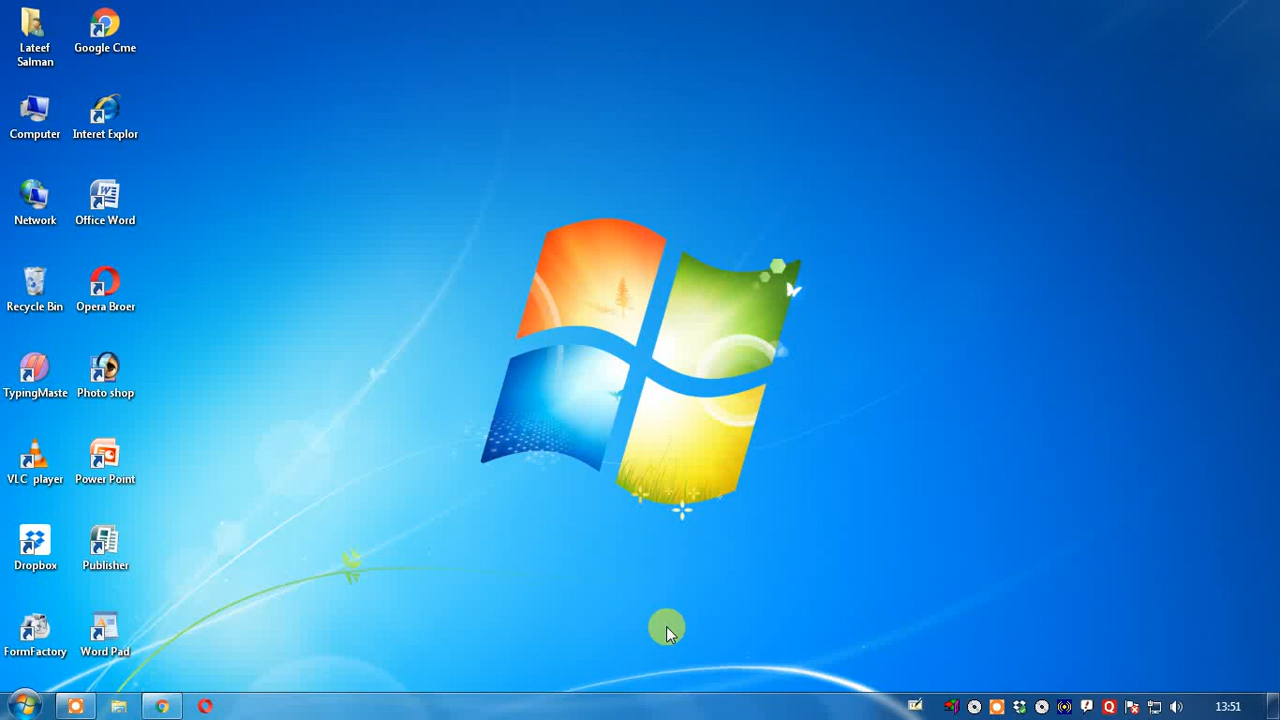 Lateef
Salman
Google Cme
Computer
Interet Explor
Network
Office Word
Recycle Bin
Opera Broer
TypingMaste
Photo shop
VLC player
Power Point
Dropbox
Publisher
FormFactory
Word Pad
13:51